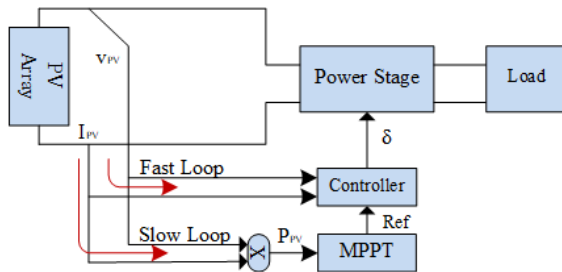 PV
Array
VPV
Power Stage
Load
IPV
δ
Fast Loop
Controller
Ref
Slow Loop
X
PPV
MPPT